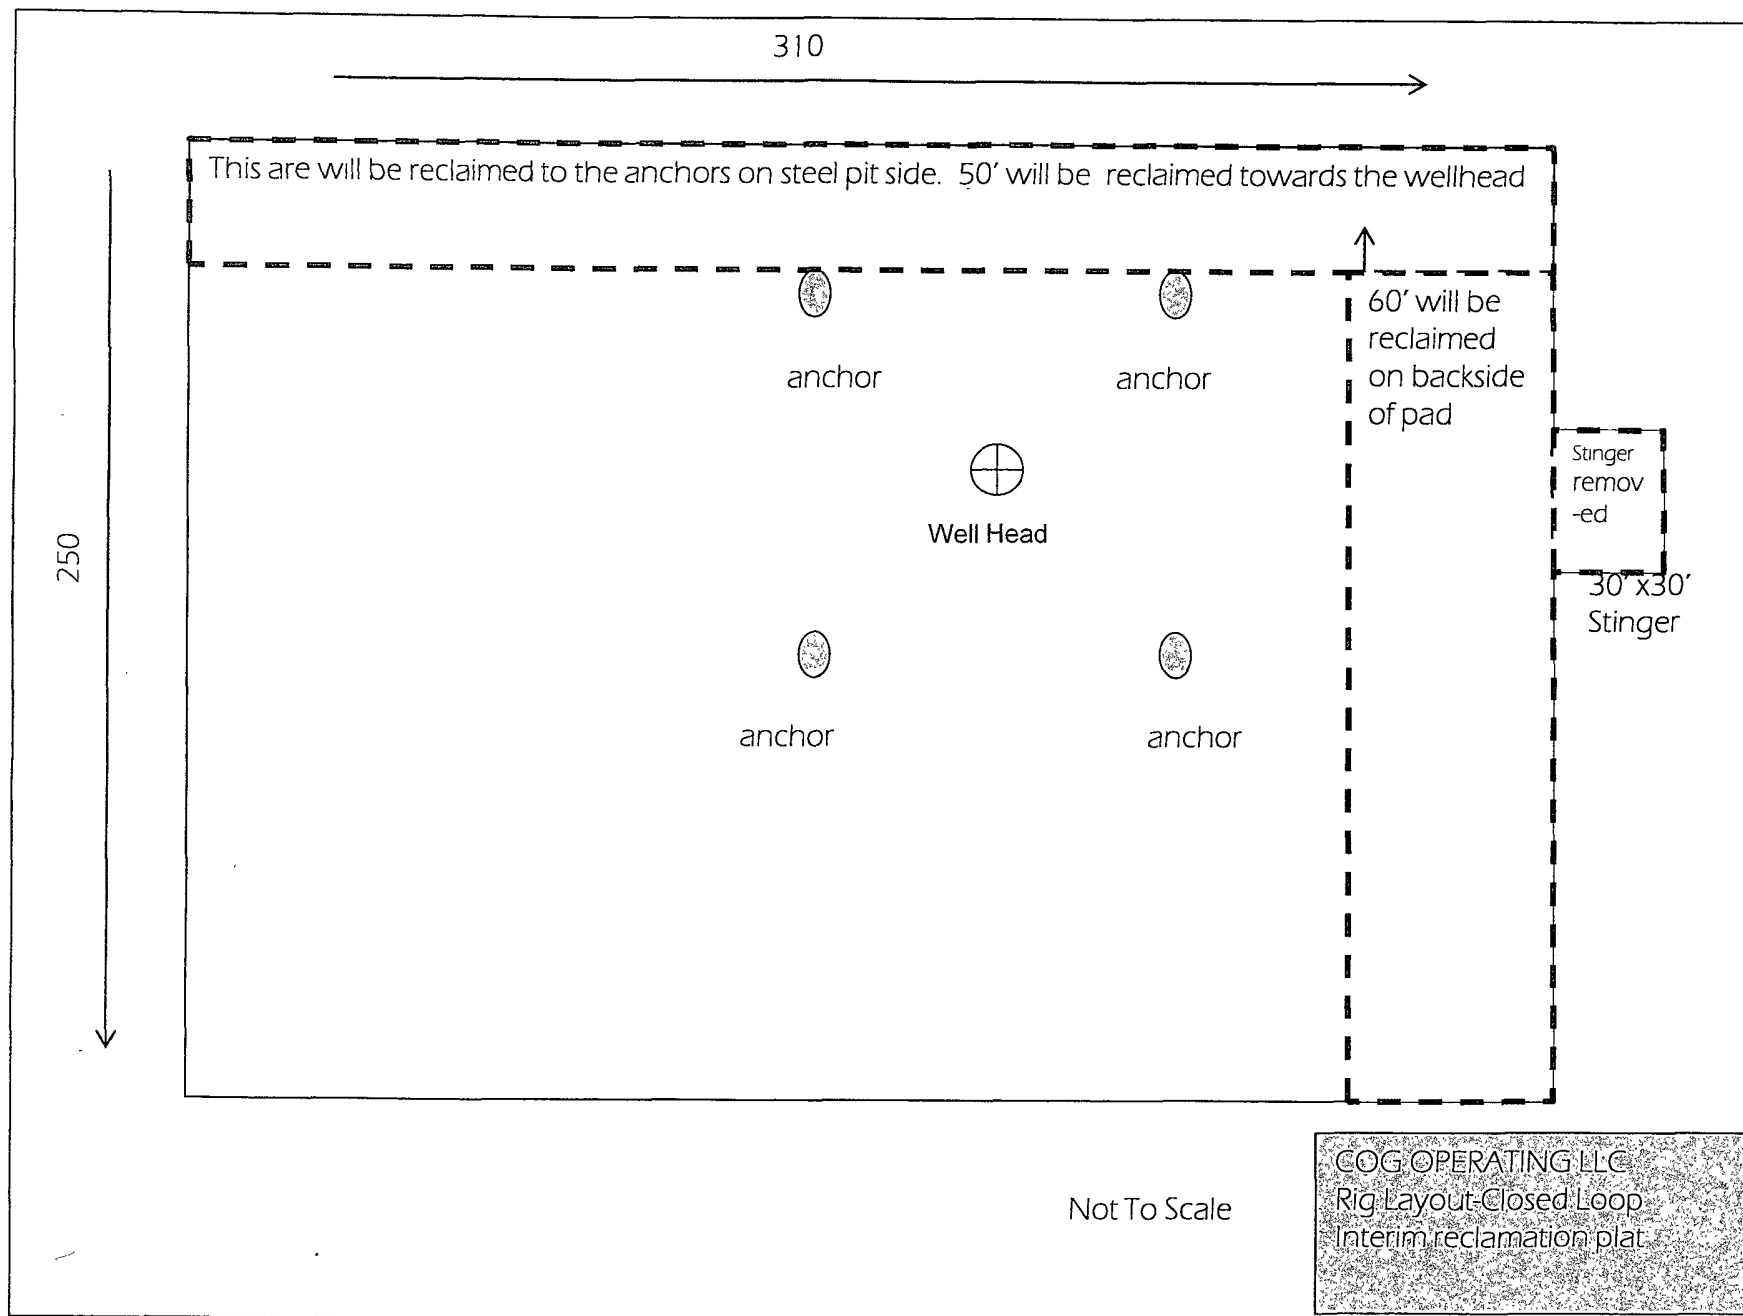 310
This are will be reclaimed to the anchors on steel pit side. 50' will be reclaimed towards the wellhead
60' will be
reclaimed
on backside
of pad
anchor
anchor
Stinger
remov
-ed
Well Head
250
30'x30'
Stinger
anchor
anchor
COG OPERATING LLC
Rig Layout-Closed Loop
Interim reclamation plat
Not To Scale